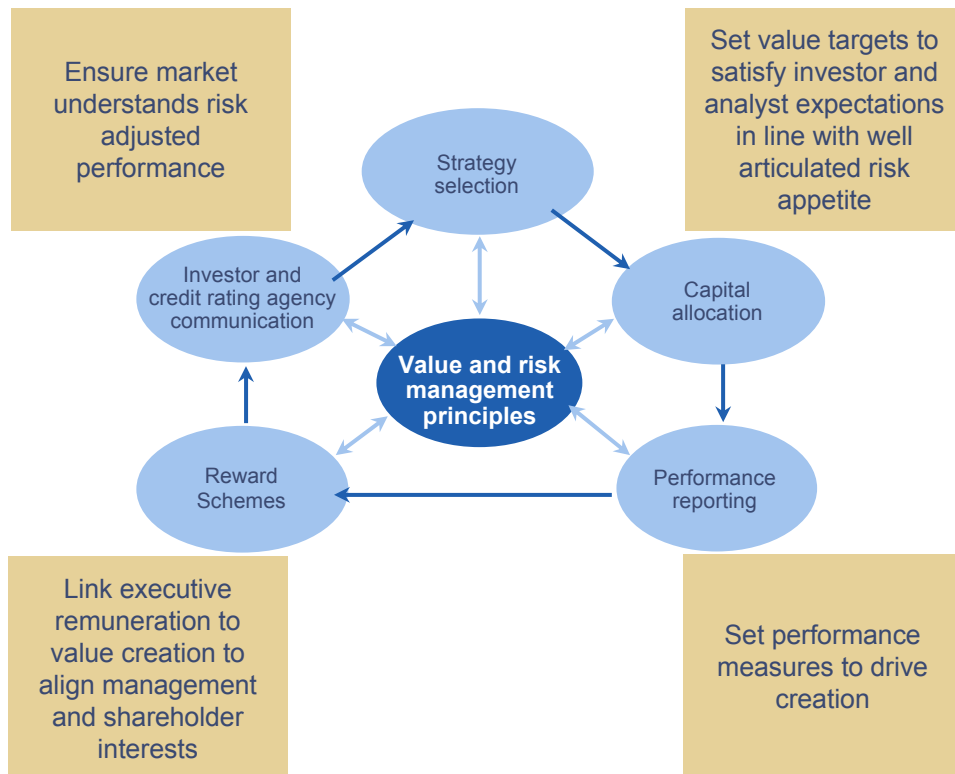 Ensure market
understands risk
adjusted
performance
Set value targets to
satisfy investor and
analyst expectations
in line with well
articulated risk
appetite
Strategy
selection
Investor and
credit rating agency
communication
Capital
allocation
Value and risk
management
principles
Reward
Schemes
Performance
reporting
Link executive
remuneration to
value creation to
align management
and shareholder
interests
Set performance
measures to drive
creation